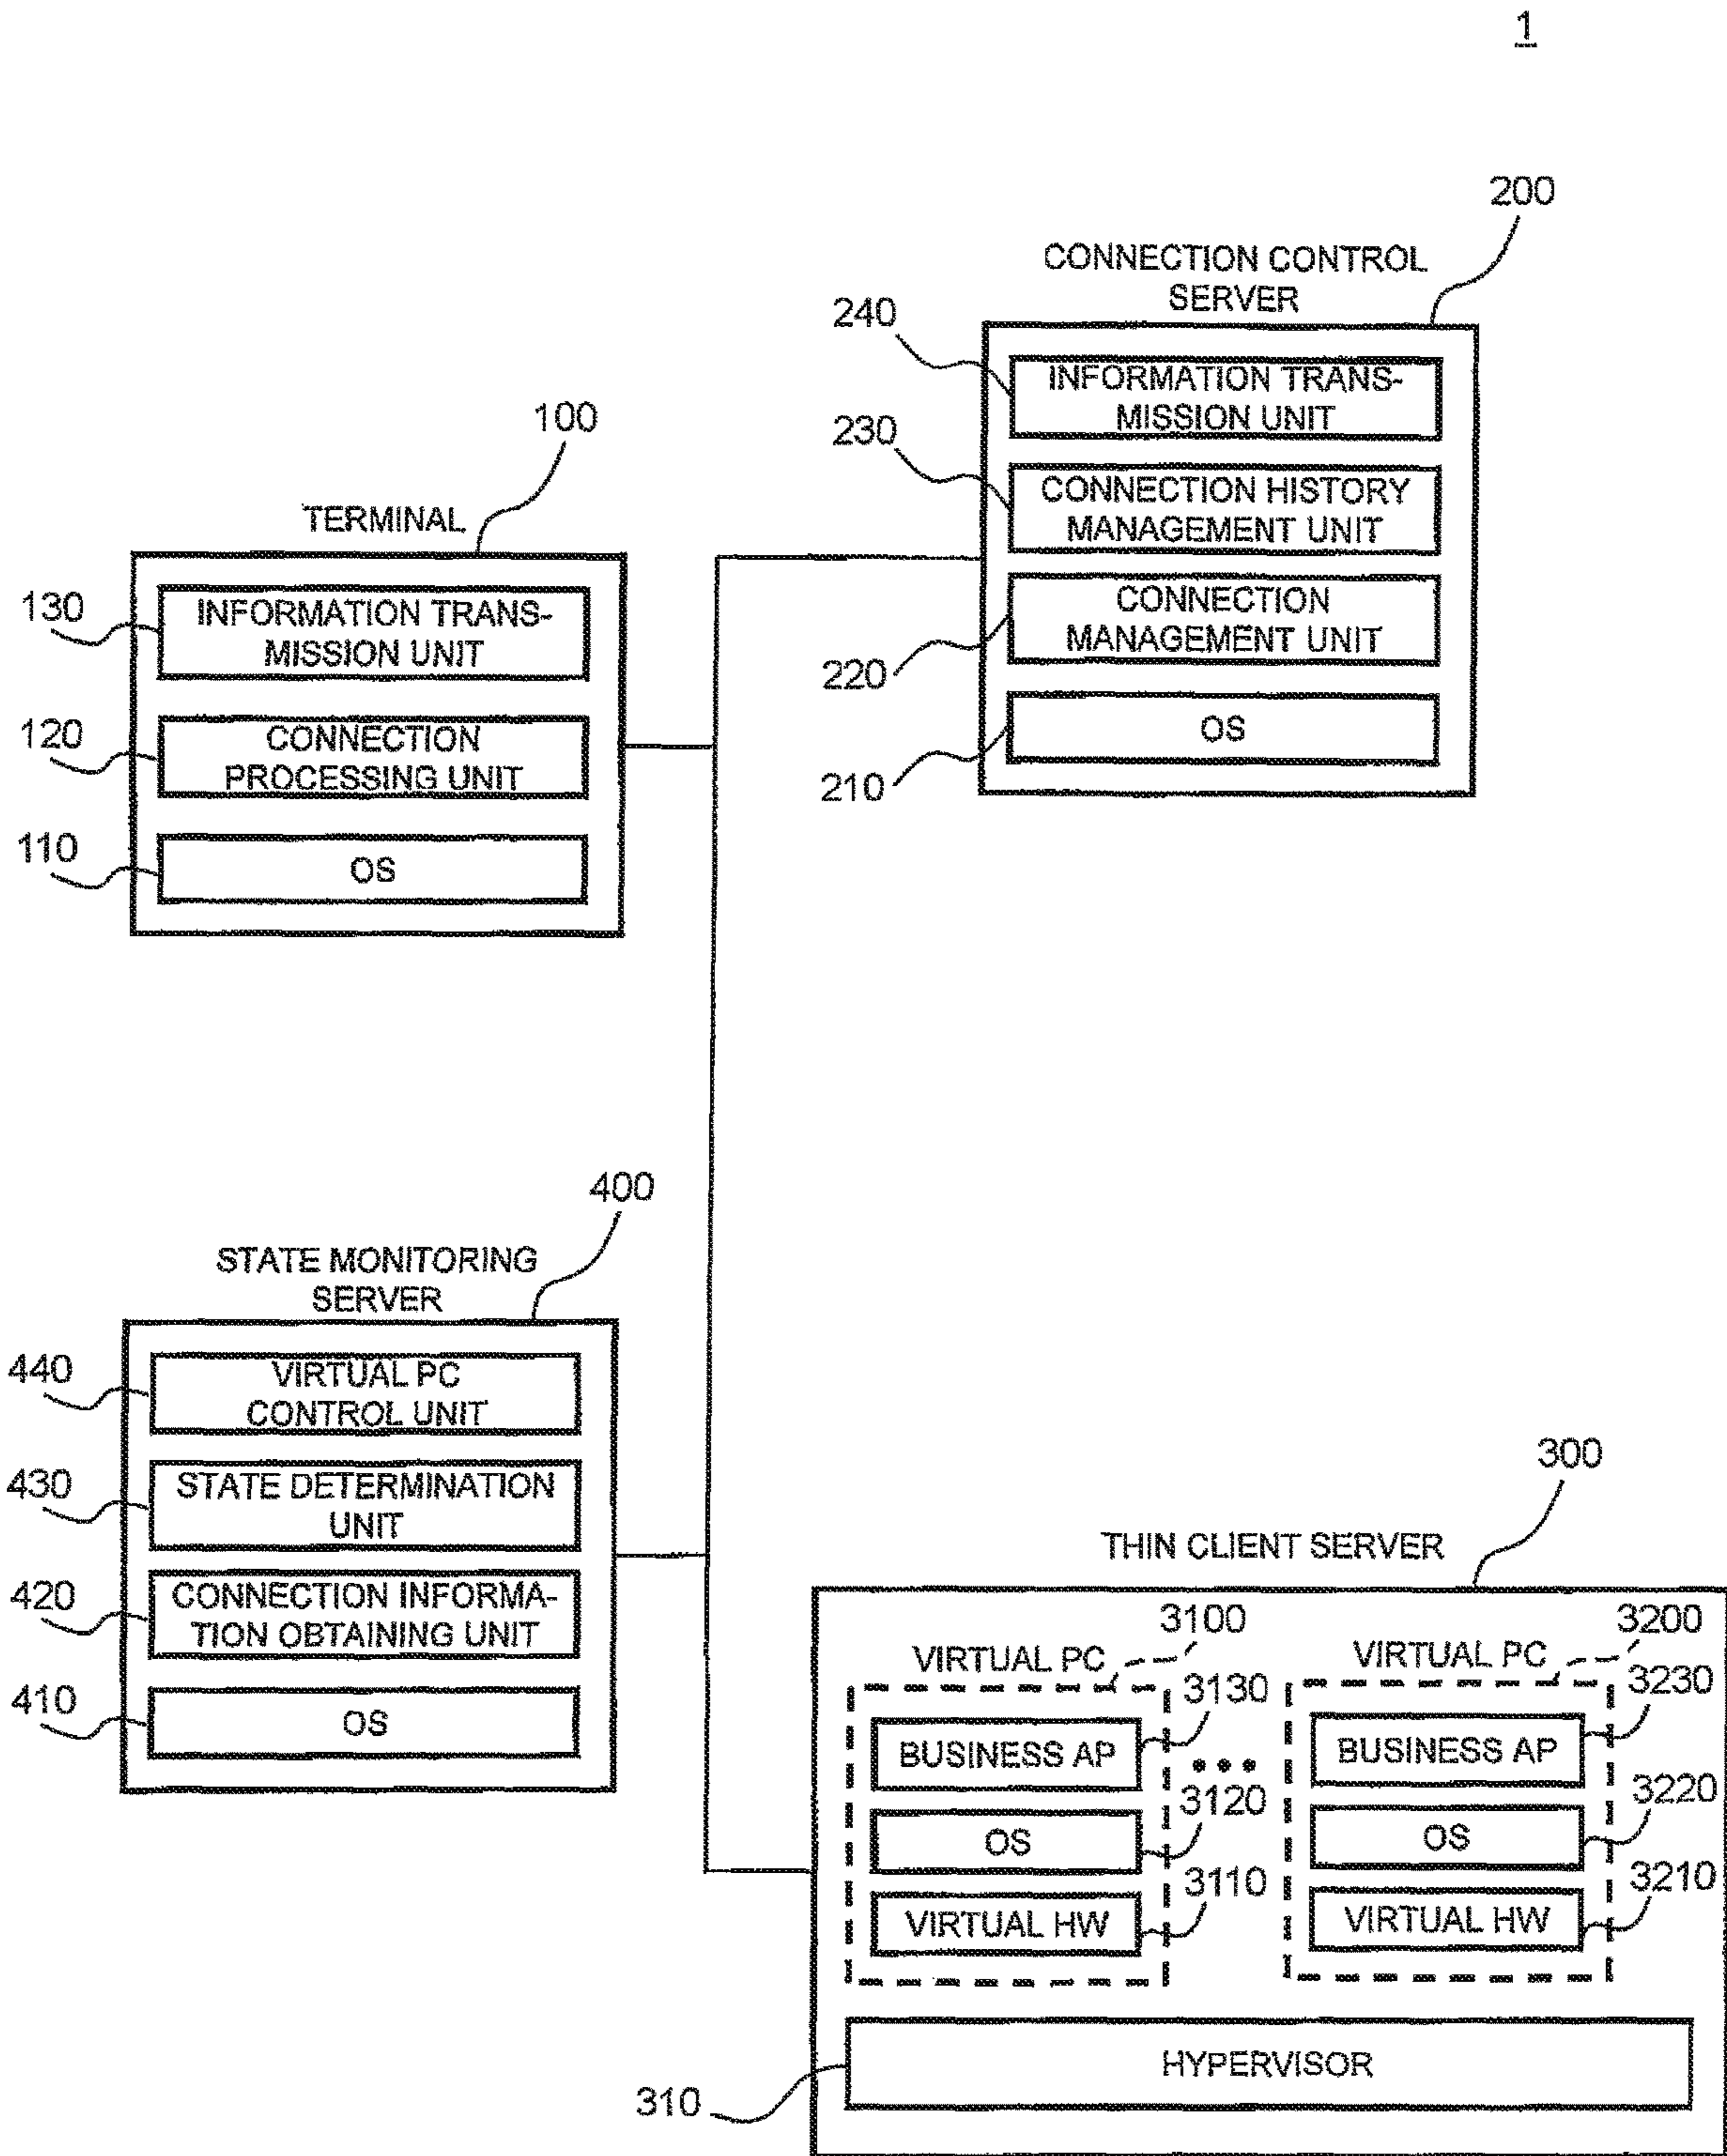 1
200
CONNECTION CONTROL
SERVER
240
INFORMATION TRANS-
MISSION UNIT
230
CONNECTION HISTORY
MANAGEMENT UNIT
CONNECTION
MANAGEMENT UNIT
220
OS
210
100
TERMINAL
130
INFORMATION TRANS-
MISSION UNIT
120
CONNECTION
PROCESSING UNIT
110
OS
400
STATE MONITORING
SERVER
440
VIRTUAL PC
CONTROL UNIT
430
STATE DETERMINATION
UNIT
420
CONNECTION INFORMA-
TION OBTAINING UNIT
410
OS
300
THIN CLIENT SERVER
3100
VIRTUAL PC
3130
BUSINESS AP
3120
OS
3110
VIRTUAL HW
3200
VIRTUAL PC
3230
BUSINESS AP
3220
OS
3210
VIRTUAL HW
HYPERVISOR
310